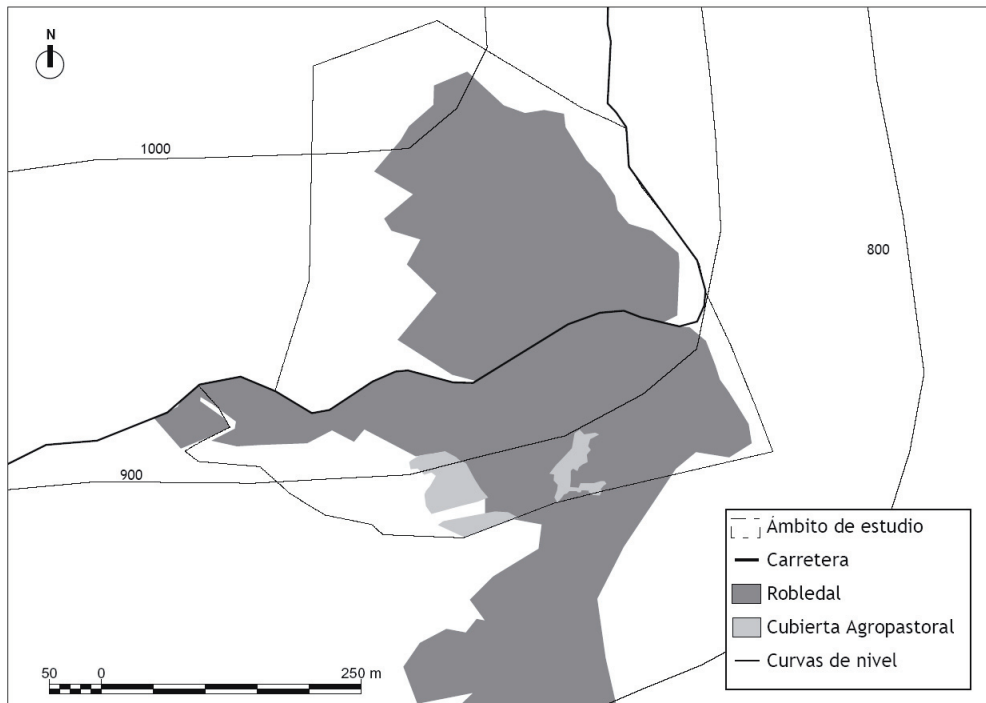 N
1000
800
900
Ámbito de estudio
Carretera
Robledal
Cubierta Agropastoral
Curvas de nivel
50 0 250 m